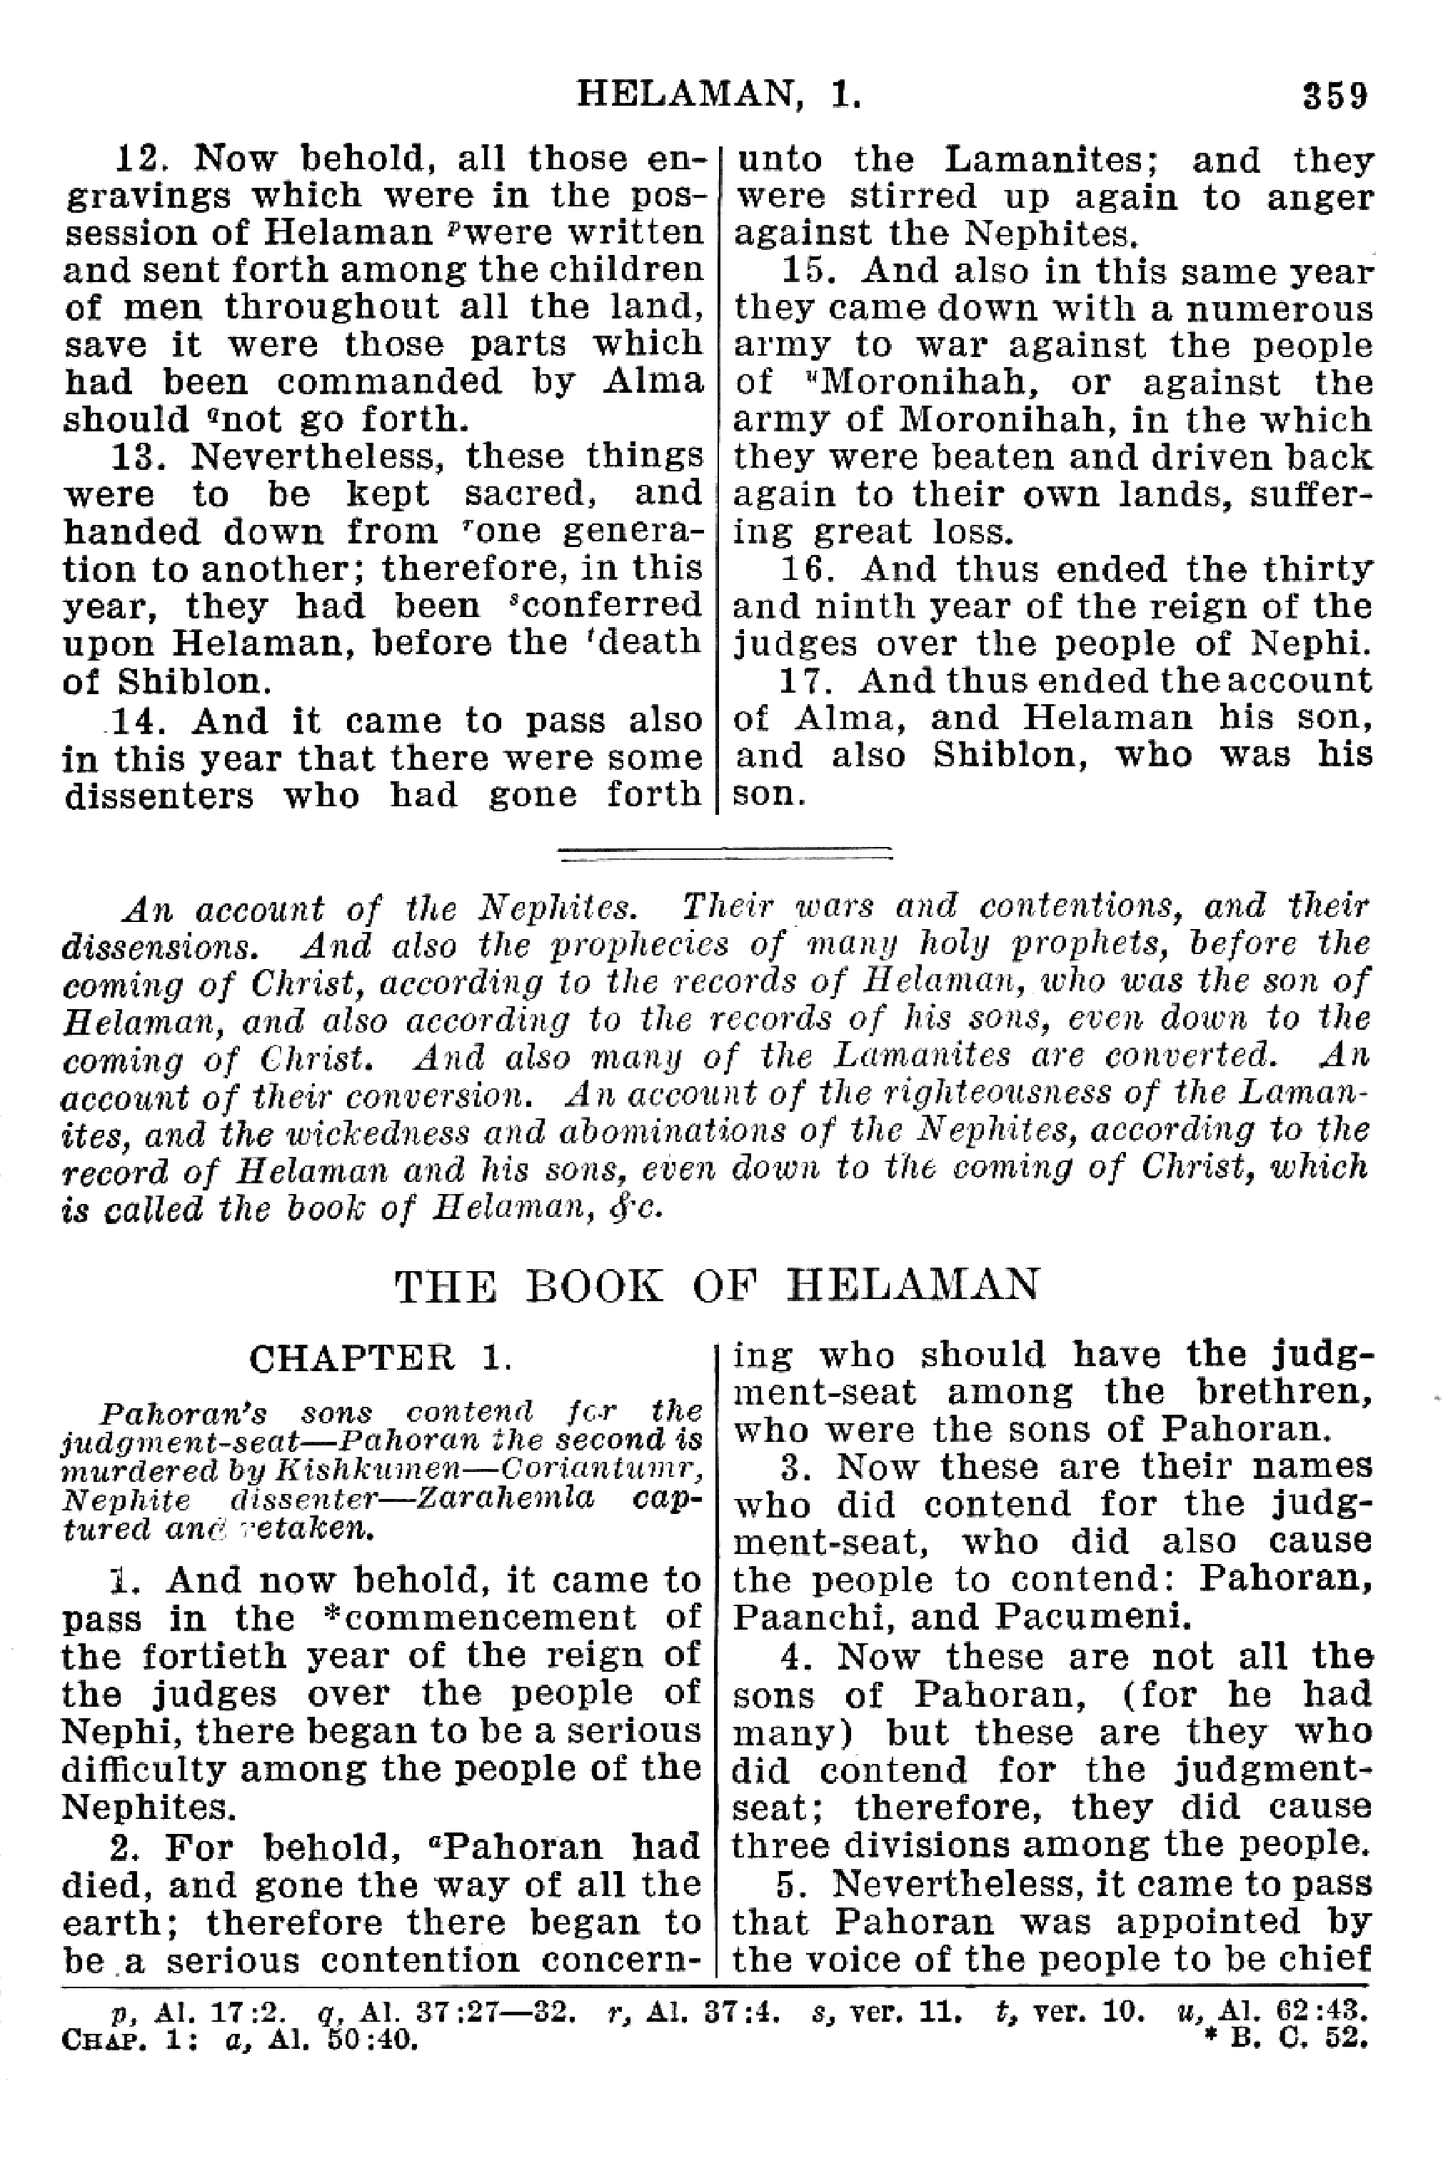 HELAMAN, 1.
359
12. Now behold, all those en-
gravings which were in the pos-
session of Helaman ᵖwere written
and sent forth among the children
of men throughout all the land,
save it were those parts which
had been commanded by Alma
should qnot go forth.
13. Nevertheless, these things
were to be kept sacred, and
handed down from ʳone genera-
tion to another; therefore, in this
year, they had been ˢconferred
upon Helaman, before the ᵗdeath
of Shiblon.
14. And it came to pass also
in this year that there were some
dissenters who had gone forth
unto the Lamanites; and they
were stirred up again to anger
against the Nephites.
15. And also in this same year
they came down with a numerous
army to war against the people
of ᵘMoronihah, or against the
army of Moronihah, in the which
they were beaten and driven back
again to their own lands, suffer-
ing great loss.
16. And thus ended the thirty
and ninth year of the reign of the
judges over the people of Nephi.
17. And thus ended the account
of Alma, and Helaman his son,
and also Shiblon, who was his
son.
An account of the Nephites. Their wars and contentions, and their
dissensions. And also the prophecies of many holy prophets, before the
coming of Christ, according to the records of Helaman, who was the son of
Helaman, and also according to the records of his sons, even down to the
coming of Christ. And also many of the Lamanites are converted. An
account of their conversion. An account of the righteousness of the Laman-
ites, and the wickedness and abominations of the Nephites, according to the
record of Helaman and his sons, even down to the coming of Christ, which
is called the book of Helaman, &c.
THE BOOK OF HELAMAN
CHAPTER 1.
Pahoran's sons contend for the
judgment-seat—Pahoran the second is
murdered by Kishkumen—Coriantumr,
Nephite dissenter—Zarahemla cap-
tured and retaken.
1. And now behold, it came to
pass in the *commencement of
the fortieth year of the reign of
the judges over the people of
Nephi, there began to be a serious
difficulty among the people of the
Nephites.
2. For behold, ᵃPahoran had
died, and gone the way of all the
earth; therefore there began to
be a serious contention concern-
ing who should have the judg-
ment-seat among the brethren,
who were the sons of Pahoran.
3. Now these are their names
who did contend for the judg-
ment-seat, who did also cause
the people to contend: Pahoran,
Paanchi, and Pacumeni.
4. Now these are not all the
sons of Pahoran, (for he had
many) but these are they who
did contend for the judgment-
seat; therefore, they did cause
three divisions among the people.
5. Nevertheless, it came to pass
that Pahoran was appointed by
the voice of the people to be chief
p, Al. 17:2. q, Al. 37:27—32. r, Al. 37:4. s, ver. 11. t, ver. 10. u, Al. 62:43.
CHAP. 1: a, Al. 50:40. * B. C. 52.